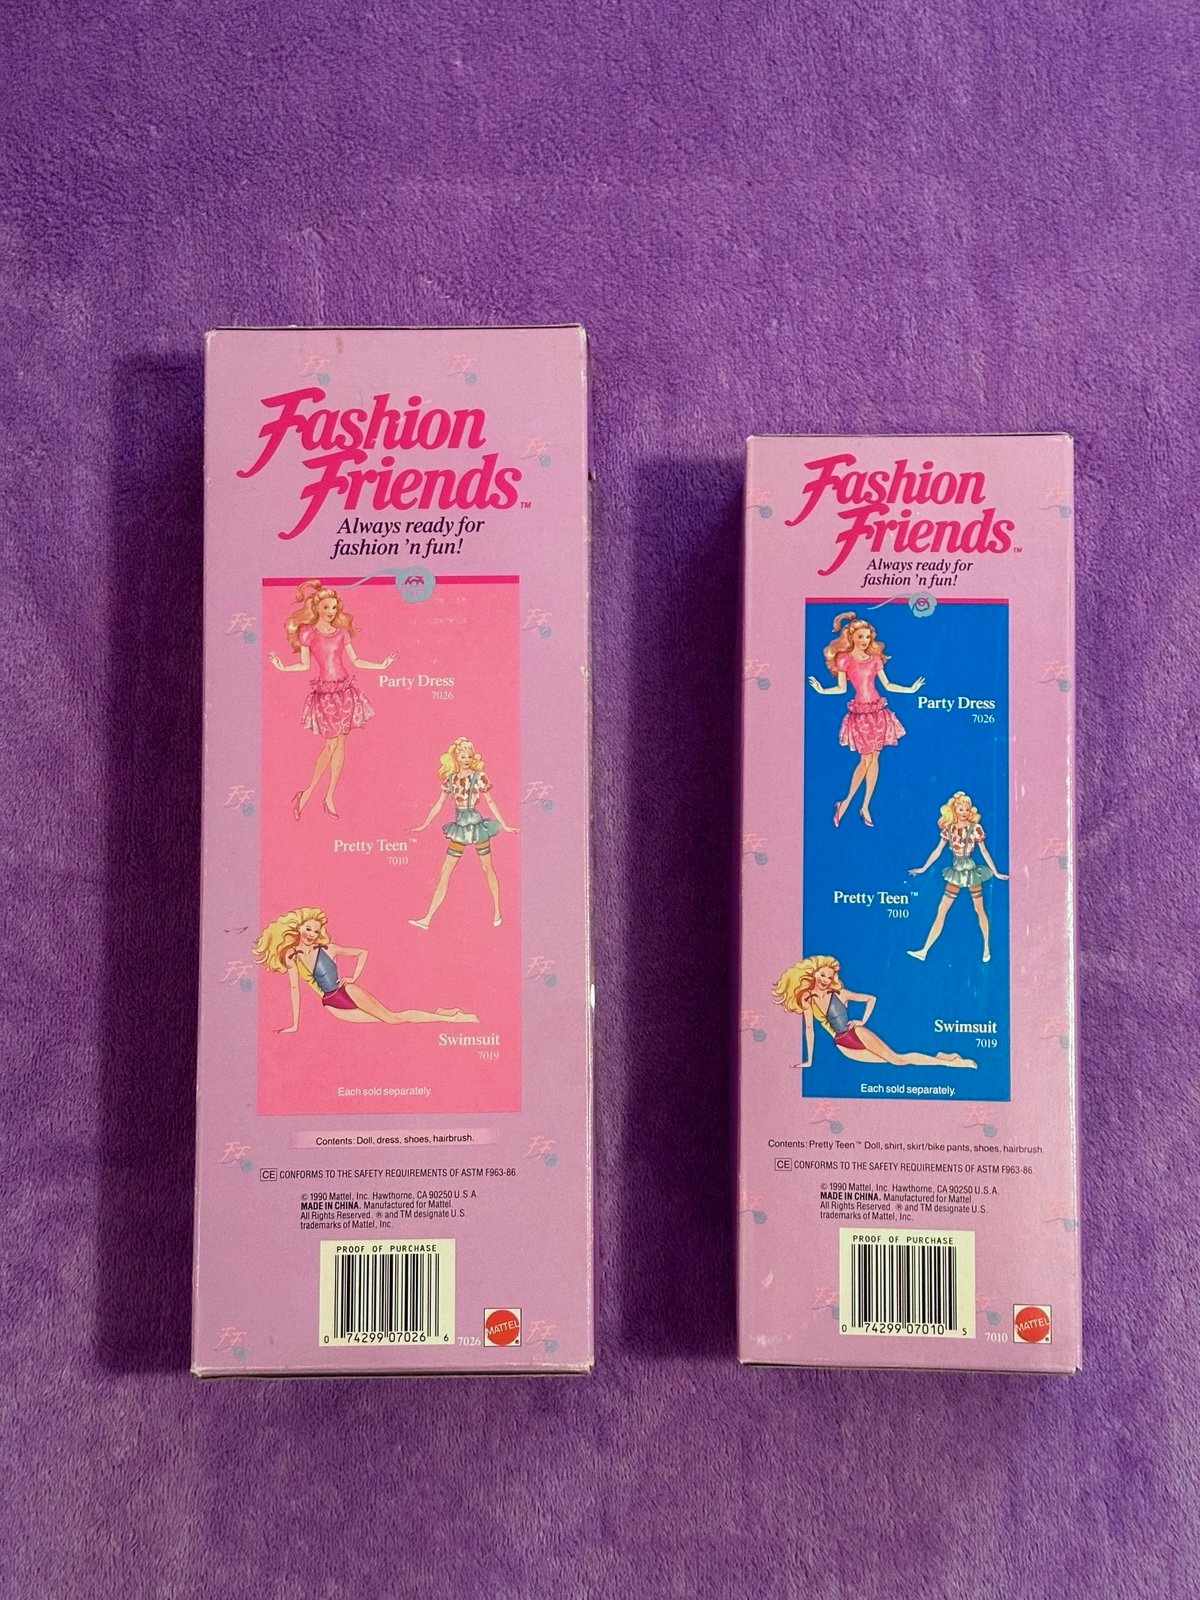 Fashion
Friends™
Always ready for
fashion 'n fun!
Party Dress
7026
Pretty Teen™
7010
Swimsuit
7019
Each sold separately.
Contents: Doll, dress, shoes, hairbrush.
CE CONFORMS TO THE SAFETY REQUIREMENTS OF ASTM F963-86.
© 1990 Mattel, Inc. Hawthorne, CA 90250 U.S.A.
MADE IN CHINA. Manufactured for Mattel.
All Rights Reserved. ® and TM designate U.S.
trademarks of Mattel, Inc.
PROOF OF PURCHASE
0 74299 07026 6
7026
MATTEL®
Fashion
Friends™
Always ready for
fashion 'n fun!
Party Dress
7026
Pretty Teen™
7010
Swimsuit
7019
Each sold separately.
Contents: Pretty Teen™ Doll, shirt, skirt/bike pants, shoes, hairbrush.
CE CONFORMS TO THE SAFETY REQUIREMENTS OF ASTM F963-86.
© 1990 Mattel, Inc. Hawthorne, CA 90250 U.S.A.
MADE IN CHINA. Manufactured for Mattel.
All Rights Reserved. ® and TM designate U.S.
trademarks of Mattel, Inc.
PROOF OF PURCHASE
0 74299 07010 5
7010
MATTEL®